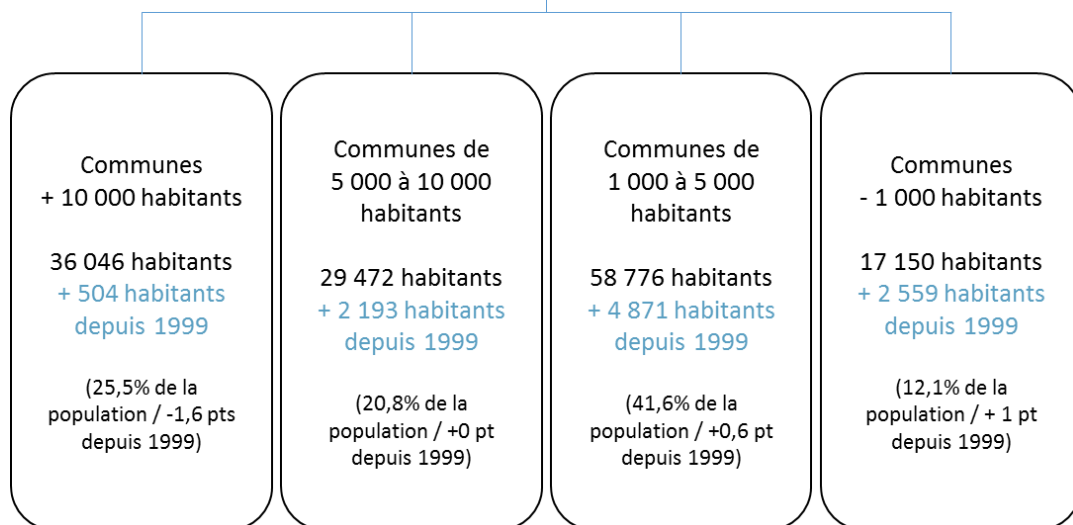 Communes
+ 10 000 habitants
36 046 habitants
+ 504 habitants
depuis 1999
(25,5% de la
population / -1,6 pts
depuis 1999)
Communes de
5 000 à 10 000
habitants
29 472 habitants
+ 2 193 habitants
depuis 1999
(20,8% de la
population / +0 pt
depuis 1999)
Communes de
1 000 à 5 000
habitants
58 776 habitants
+ 4 871 habitants
depuis 1999
(41,6% de la
population / +0,6 pt
depuis 1999)
Communes
- 1 000 habitants
17 150 habitants
+ 2 559 habitants
depuis 1999
(12,1% de la
population / + 1 pt
depuis 1999)